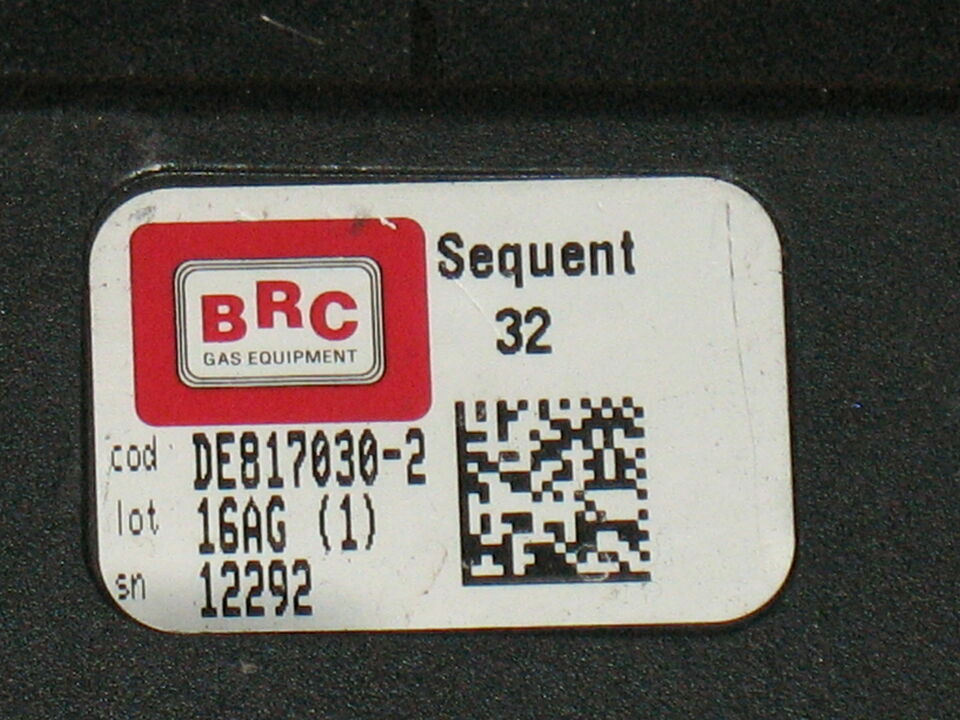 BRC
GAS EQUIPMENT
Sequent
32
cod DE817030-2
lot 16AG (1)
sn 12292